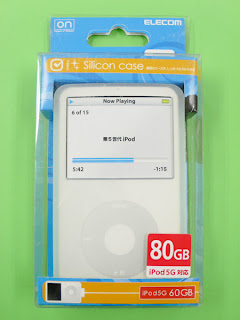 on
ELECOM
fit Silicon case
Now Playing
6 of 15
第5世代 iPod
5:42
-1:15
80GB
iPod 5G 対応
iPod5G 60GB